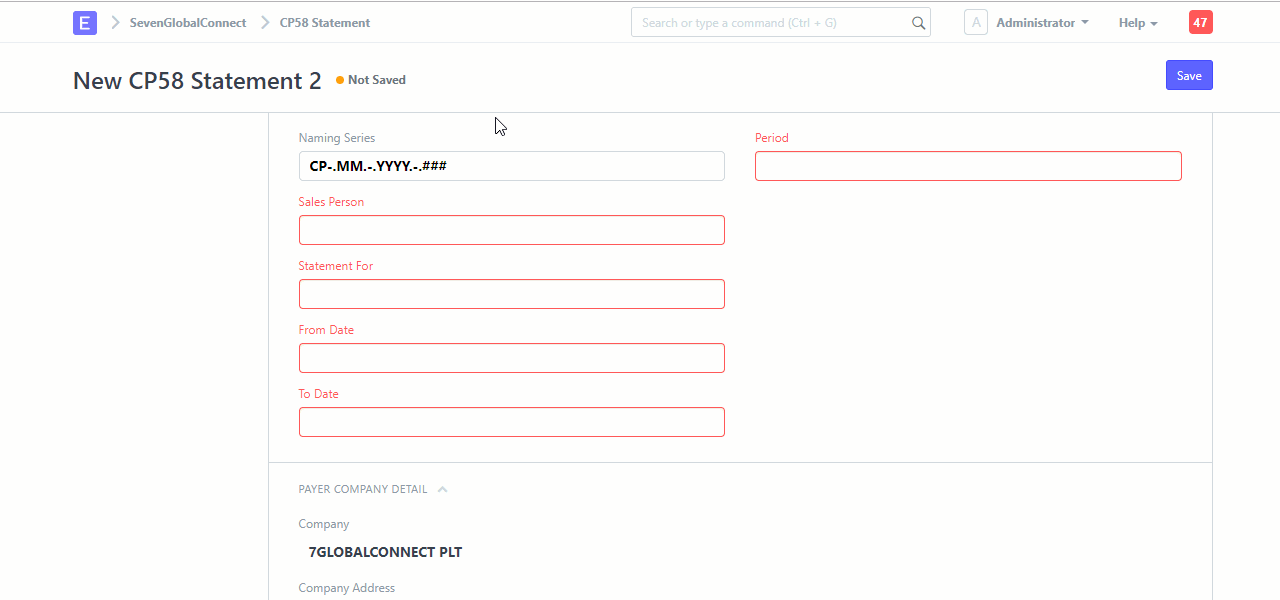 E SevenGlobalConnect CP58 Statement Search or type a command (Ctrl + G) A Administrator Help 47
New CP58 Statement 2 Not Saved Save
Naming Series Period
CP-.MM.-.YYYY.-.###
Sales Person
Statement For
From Date
To Date
PAYER COMPANY DETAIL
Company
7GLOBALCONNECT PLT
Company Address